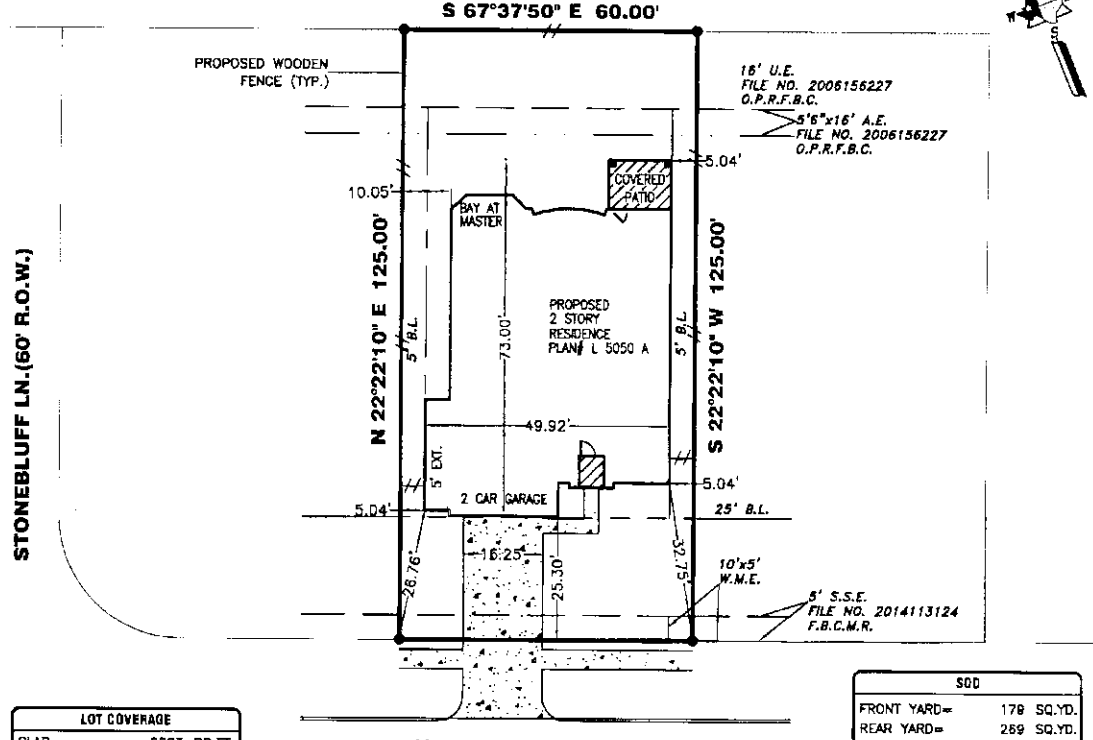 S 67°37'50" E 60.00'
S
PROPOSED WOODEN
FENCE (TYP.)
16' U.E.
FILE NO. 2006156227
O.P.R.F.B.C.
5'6"x16' A.E.
FILE NO. 2006156227
O.P.R.F.B.C.
5.04'
COVERED
PATIO
10.05'
BAY AT
MASTER
STONEBLUFF LN.(60' R.O.W.)
N 22°22'10" E 125.00'
5' B.L.
73.00'
PROPOSED
2 STORY
RESIDENCE
PLAN# L 5050 A
5' B.L.
S 22°22'10" W 125.00'
49.92'
5' EXT.
2 CAR GARAGE
5.04'
5.04'
25' B.L.
26.76'
16.25'
25.30'
32.75'
10'x5'
W.M.E.
5' S.S.E.
FILE NO. 2014113124
F.B.C.M.R.
LOT COVERAGE
SOD
FRONT YARD= 179 SQ.YD.
REAR YARD= 269 SQ.YD.